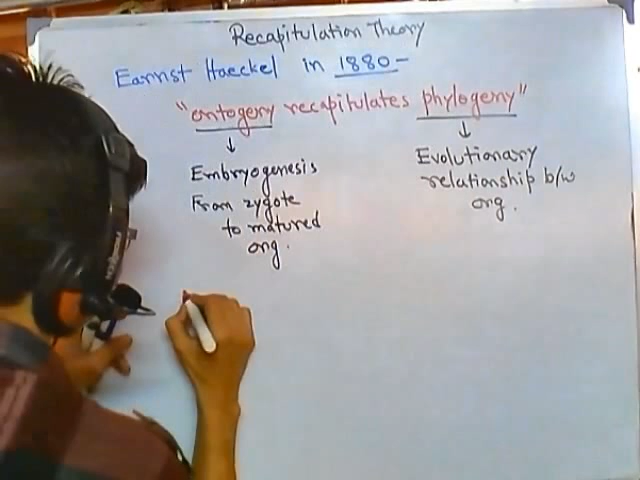 Recapitulation Theory
Earnst Haeckel in 1880-
"ontogeny recapitulates phylogeny"
↓
Embryogenesis
From zygote
to matured
org.
↓
Evolutionary
relationship b/w
org.